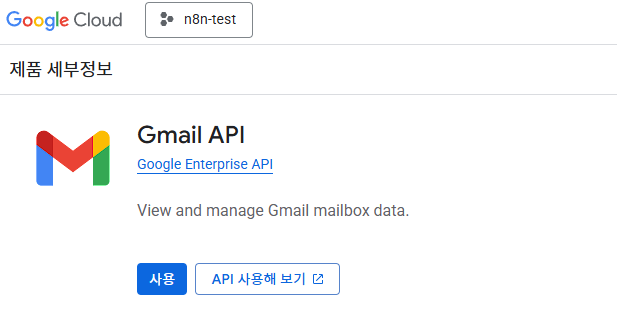 Google Cloud
n8n-test
제품 세부정보
Gmail API
Google Enterprise API
View and manage Gmail mailbox data.
사용
API 사용해 보기